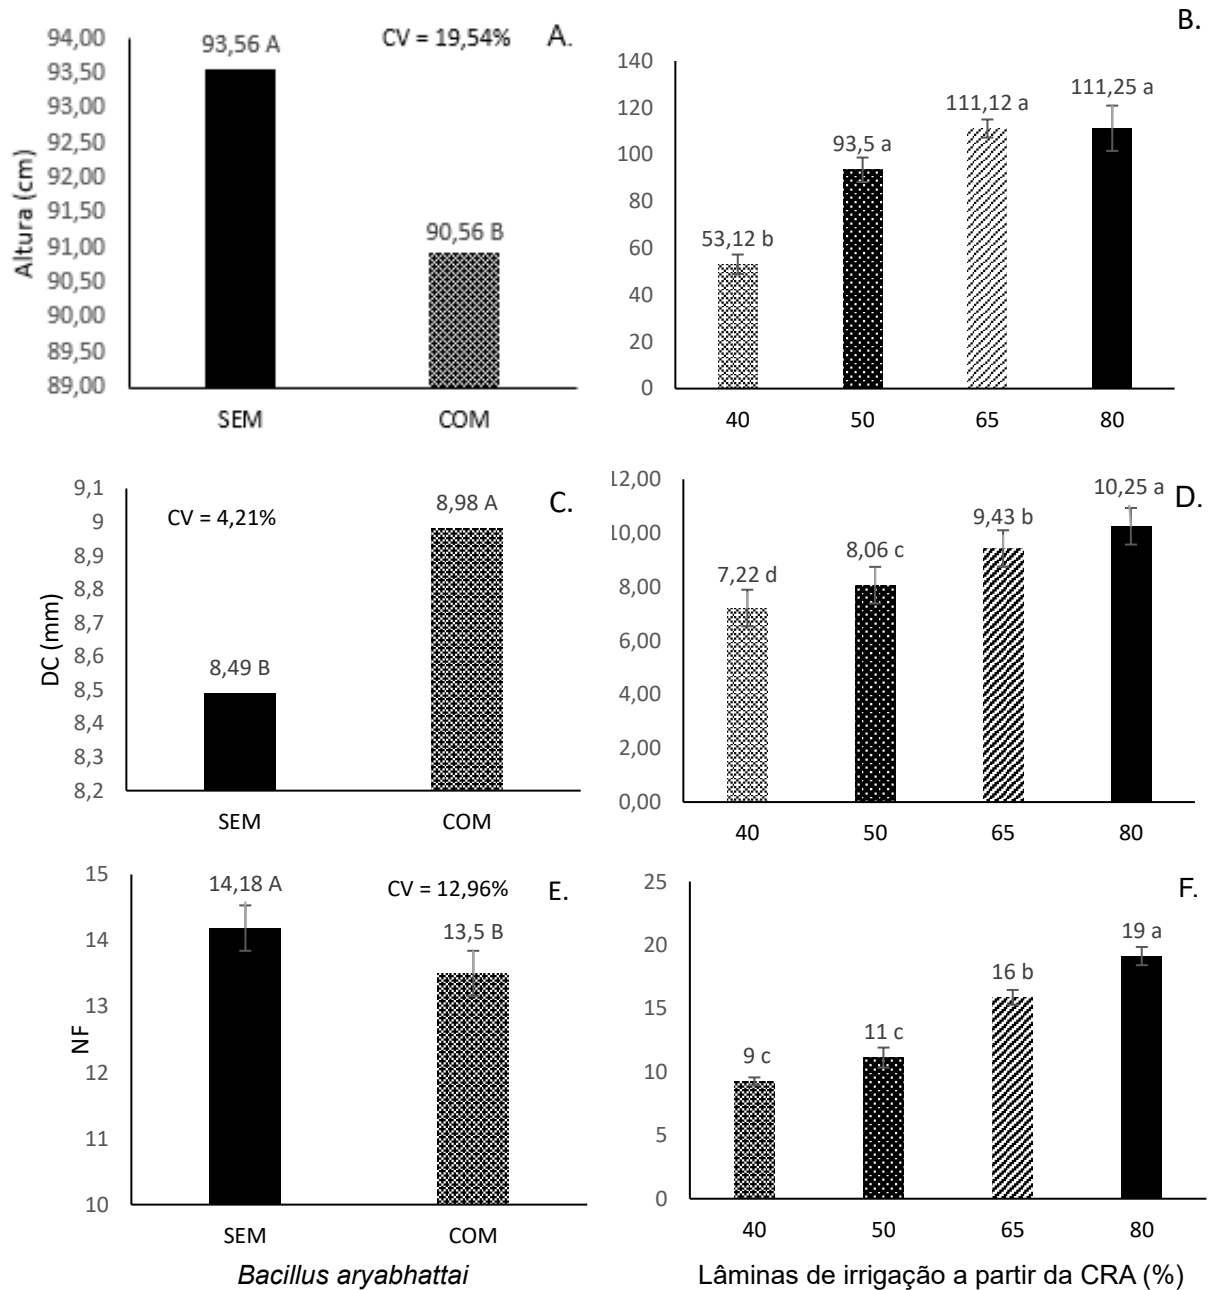 A.
CV = 19,54%
Altura (cm)
94,00
93,50
93,00
92,50
92,00
91,50
91,00
90,50
90,00
89,50
89,00
93,56 A
90,56 B
SEM
COM
B.
140
120
100
80
60
40
20
0
53,12 b
93,5 a
111,12 a
111,25 a
40
50
65
80
C.
CV = 4,21%
DC (mm)
9,1
9
8,9
8,8
8,7
8,6
8,5
8,4
8,3
8,2
8,49 B
8,98 A
SEM
COM
D.
12,00
10,00
8,00
6,00
4,00
2,00
0,00
7,22 d
8,06 c
9,43 b
10,25 a
40
50
65
80
E.
CV = 12,96%
NF
15
14
13
12
11
10
14,18 A
13,5 B
SEM
COM
Bacillus aryabhattai
F.
25
20
15
10
5
0
9 c
11 c
16 b
19 a
40
50
65
80
Lâminas de irrigação a partir da CRA (%)